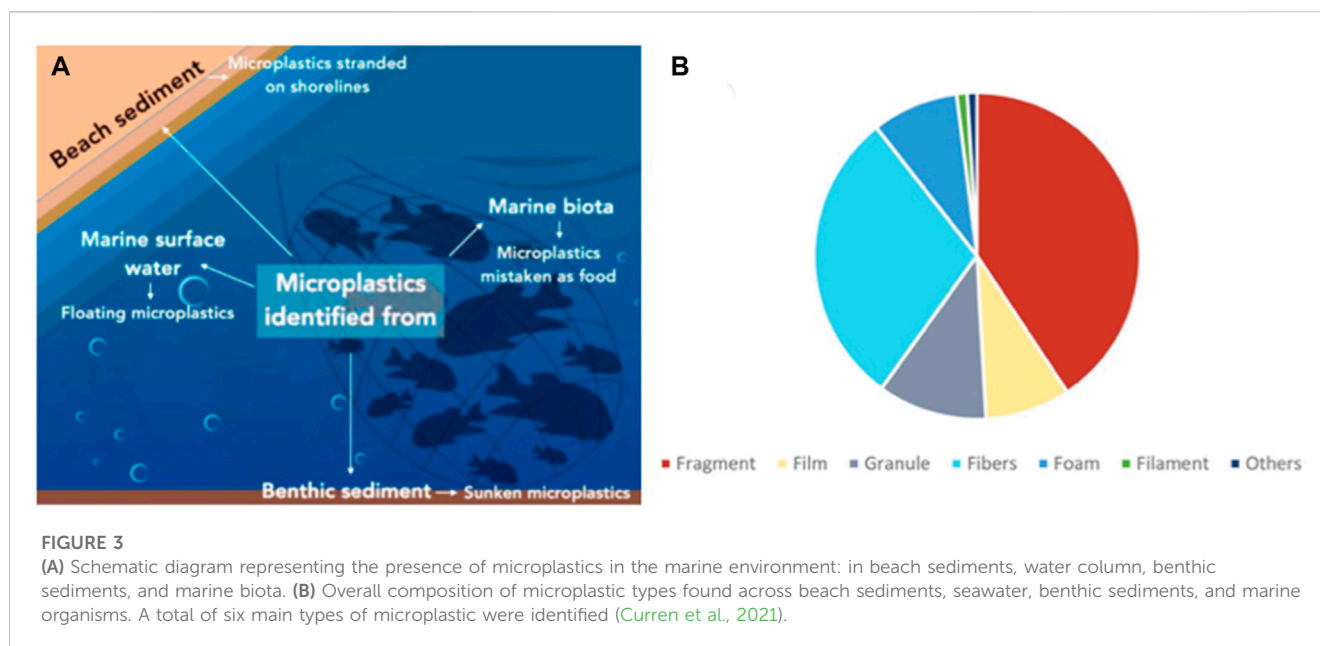 A
Beach sediment → Microplastics stranded
on shorelines
Marine biota
Microplastics
mistaken as food
Marine surface
water
Floating microplastics
Microplastics
identified from
Benthic sediment → Sunken microplastics
B
Fragment Film Granule Fibers Foam Filament Others
FIGURE 3
(A) Schematic diagram representing the presence of microplastics in the marine environment: in beach sediments, water column, benthic
sediments, and marine biota. (B) Overall composition of microplastic types found across beach sediments, seawater, benthic sediments, and marine
organisms. A total of six main types of microplastic were identified (Curren et al., 2021).